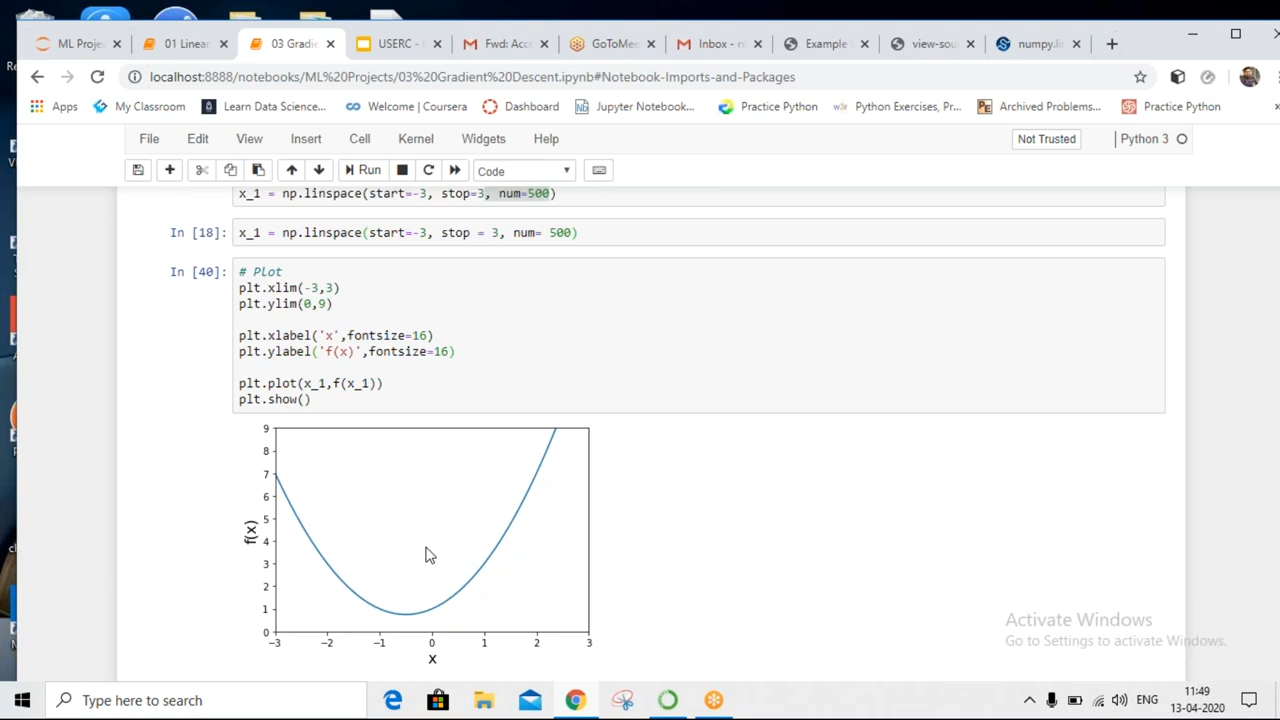 ML Proje
01 Linear
03 Gradie
USERC - C
Fwd: Acc
GoToMee
Inbox - n
Example
view-sou
numpy.li
localhost:8888/notebooks/ML%20Projects/03%20Gradient%20Descent.ipynb#Notebook-Imports-and-Packages
Apps
My Classroom
Learn Data Science...
Welcome | Coursera
Dashboard
Jupyter Notebook...
Practice Python
Python Exercises, Pr...
Archived Problems...
Practice Python
File Edit View Insert Cell Kernel Widgets Help
Not Trusted
Python 3
Run
Code
x_1 = np.linspace(start=-3, stop=3, num=500)
In [18]: x_1 = np.linspace(start=-3, stop = 3, num= 500)
In [40]: # Plot
plt.xlim(-3,3)
plt.ylim(0,9)
plt.xlabel('x',fontsize=16)
plt.ylabel('f(x)',fontsize=16)
plt.plot(x_1,f(x_1))
plt.show()
9
8
7
6
5
4
3
2
1
0
f(x)
−3 −2 −1 0 1 2 3
x
Activate Windows
Go to Settings to activate Windows.
Type here to search
ENG
11:49
13-04-2020